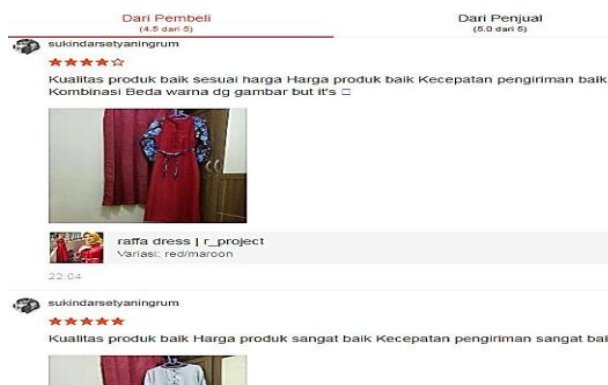 Dari Pembeli
(4.5 dari 5)
Dari Penjual
(5.0 dari 5)
sukindarsetyaningrum
Kualitas produk baik sesuai harga Harga produk baik Kecepatan pengiriman baik
Kombinasi Beda warna dg gambar but it's
raffa dress | r_project
Variasi: red/maroon
22:04
sukindarsetyaningrum
Kualitas produk baik Harga produk sangat baik Kecepatan pengiriman sangat bai